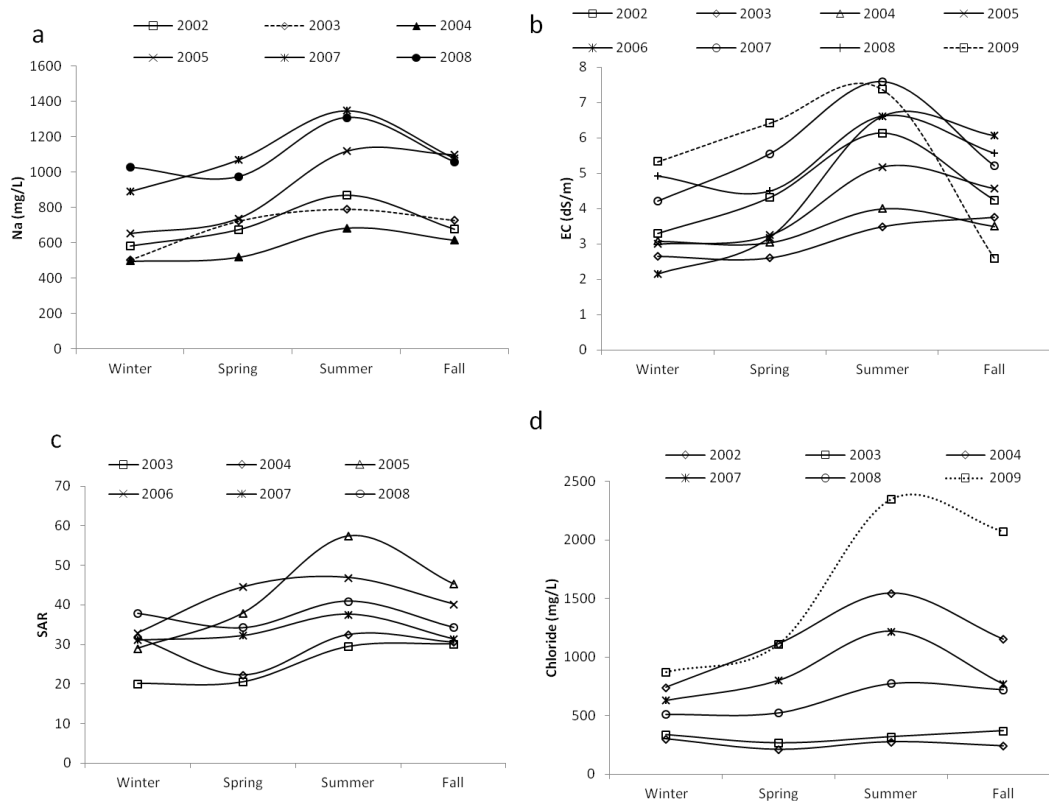 a
2002 2003 2004
2005 2007 2008
1600
1400
1200
1000
800
600
400
200
0
Na (mg/L)
Winter Spring Summer Fall
b
2002 2003 2004 2005
2006 2007 2008 2009
8
7
6
5
4
3
2
1
0
EC (dS/m)
Winter Spring Summer Fall
c
2003 2004 2005
2006 2007 2008
70
60
50
40
30
20
10
0
SAR
Winter Spring Summer Fall
d
2002 2003 2004
2007 2008 2009
2500
2000
1500
1000
500
0
Chloride (mg/L)
Winter Spring Summer Fall